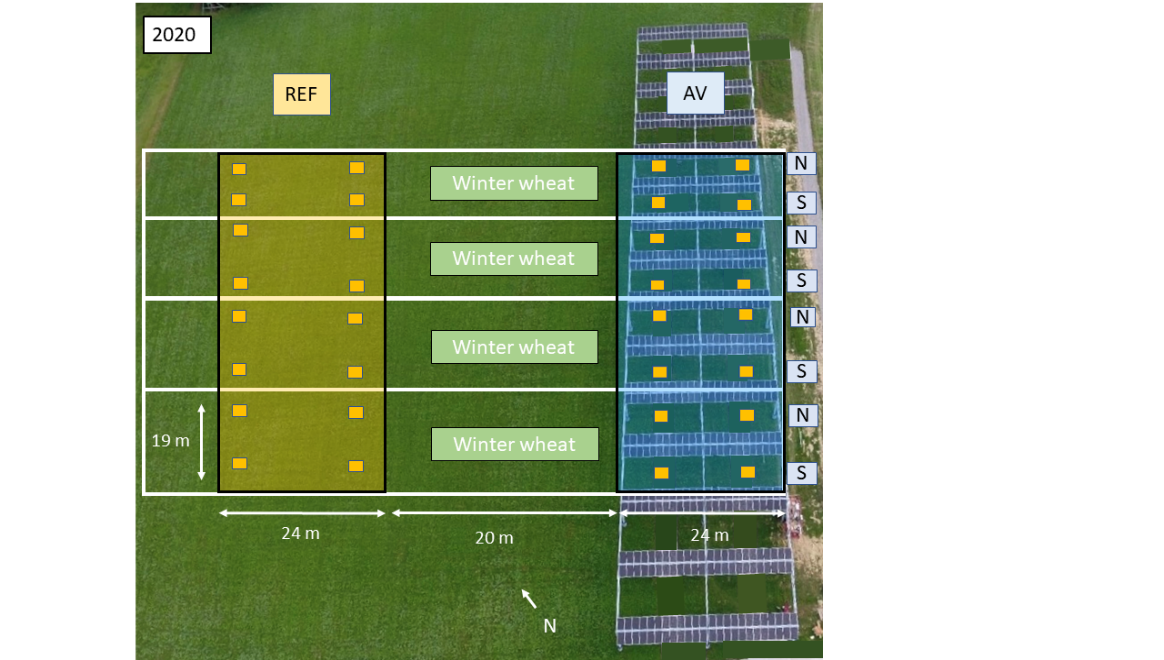 2020
REF
AV
N
Winter wheat
S
N
Winter wheat
S
N
Winter wheat
S
N
19 m
Winter wheat
S
24 m
20 m
24 m
N